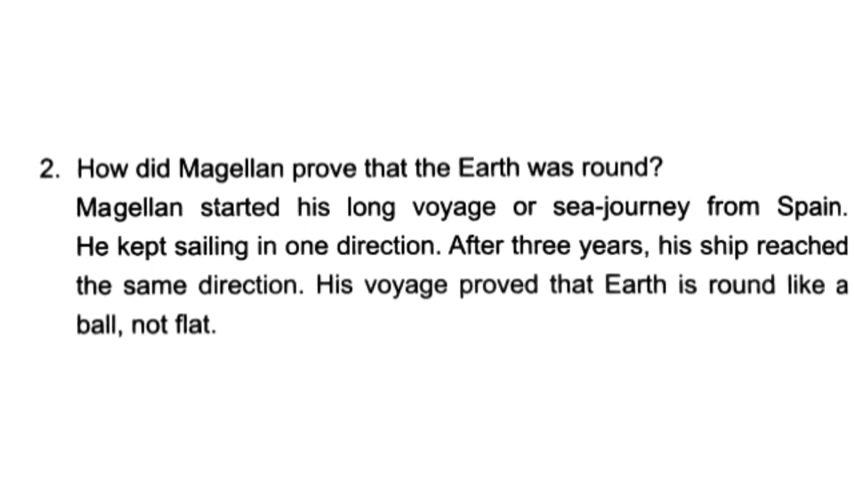 2. How did Magellan prove that the Earth was round?
Magellan started his long voyage or sea-journey from Spain.
He kept sailing in one direction. After three years, his ship reached
the same direction. His voyage proved that Earth is round like a
ball, not flat.